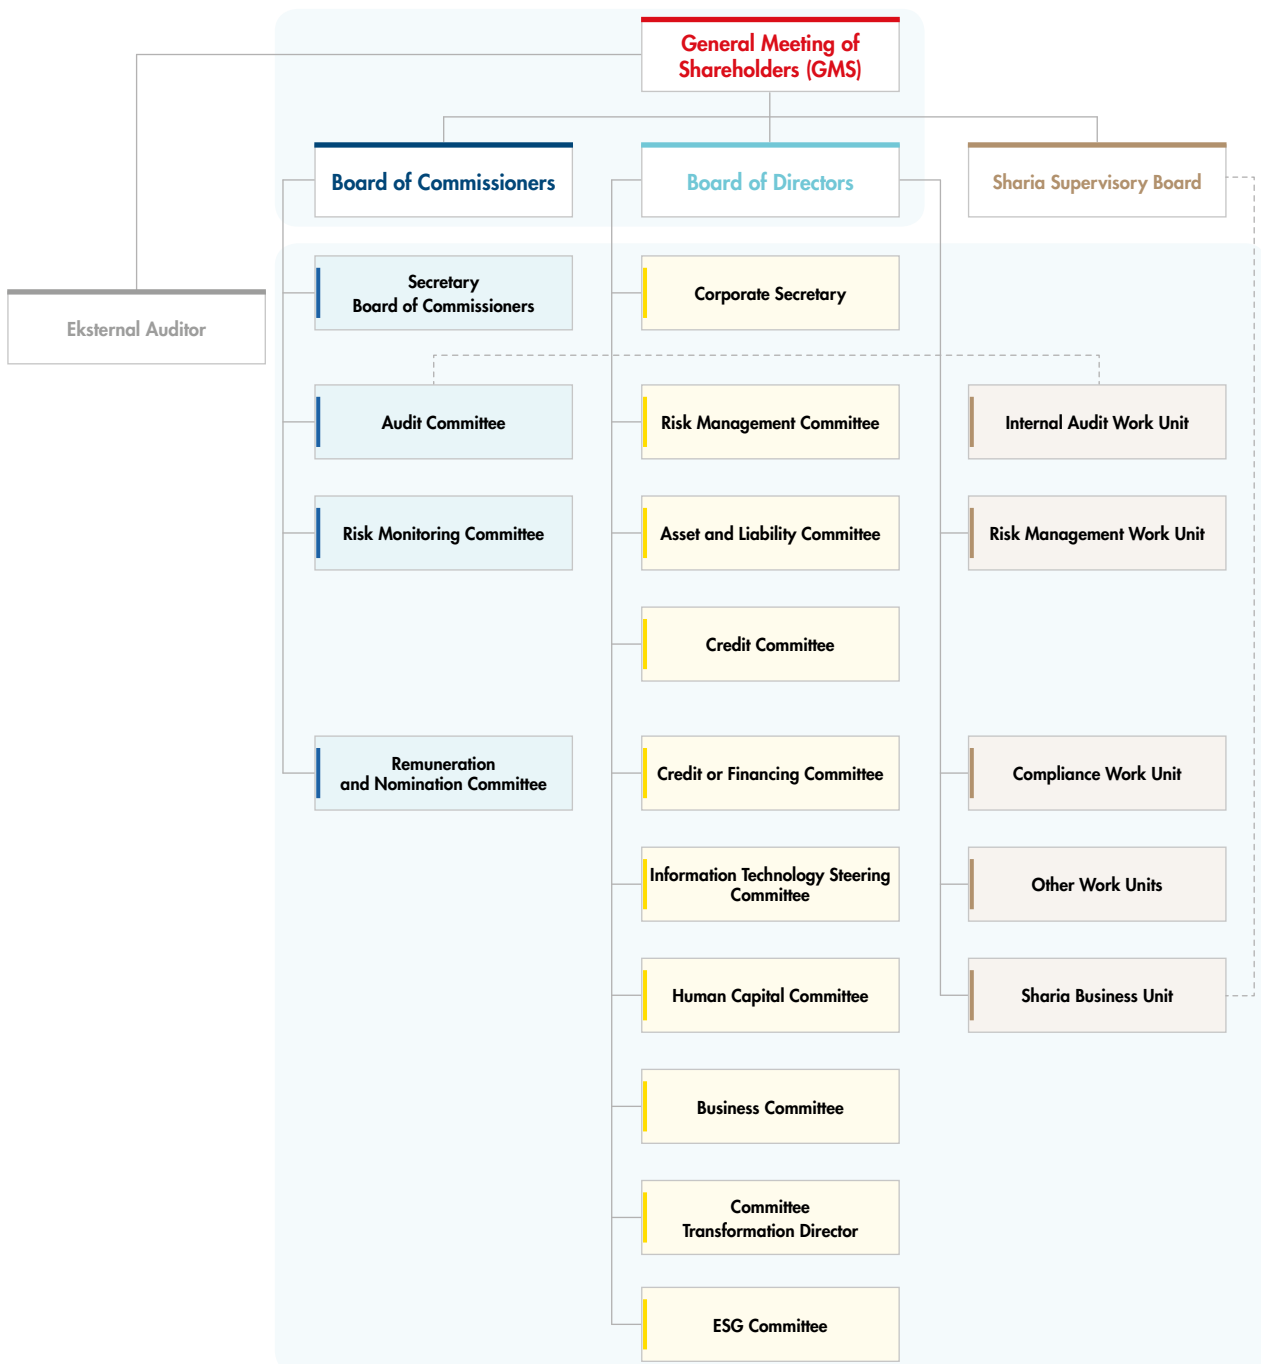 General Meeting of
Shareholders (GMS)
Board of Commissioners
Board of Directors
Sharia Supervisory Board
Secretary
Board of Commissioners
Corporate Secretary
Eksternal Auditor
Audit Committee
Risk Management Committee
Internal Audit Work Unit
Risk Monitoring Committee
Asset and Liability Committee
Risk Management Work Unit
Credit Committee
Remuneration
and Nomination Committee
Credit or Financing Committee
Compliance Work Unit
Information Technology Steering
Committee
Other Work Units
Human Capital Committee
Sharia Business Unit
Business Committee
Committee
Transformation Director
ESG Committee